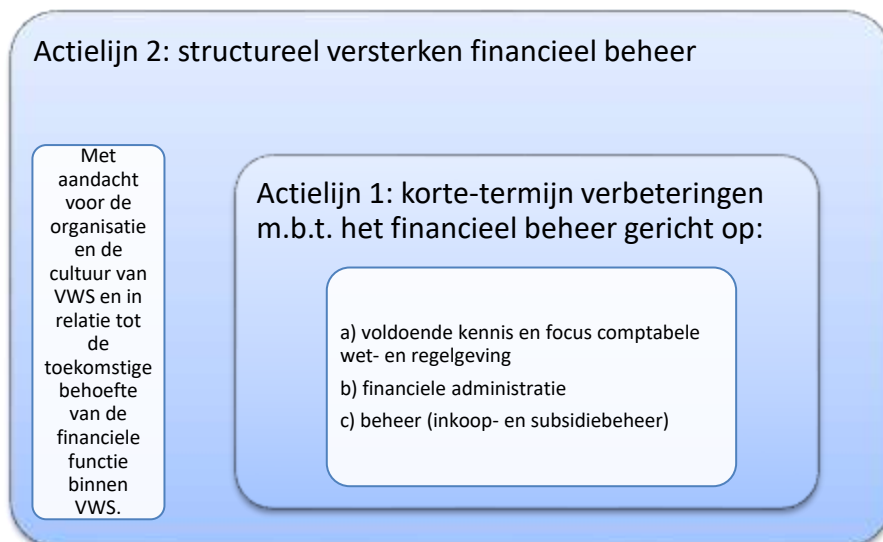 Actielijn 2: structureel versterken financieel beheer
Met
aandacht
voor de
organisatie
en de
cultuur van
VWS en in
relatie tot
de
toekomstige
behoefte
van de
financiele
functie
binnen
VWS.
Actielijn 1: korte-termijn verbeteringen
m.b.t. het financieel beheer gericht op:
a) voldoende kennis en focus comptabele
wet- en regelgeving
b) financiele administratie
c) beheer (inkoop- en subsidiebeheer)